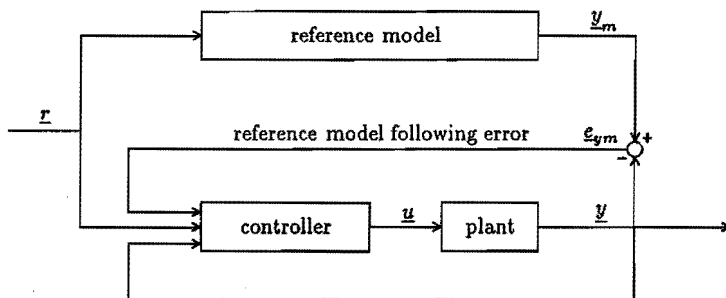 reference model
y_m
r
+
reference model following error
e_ym
-
controller
u
plant
y